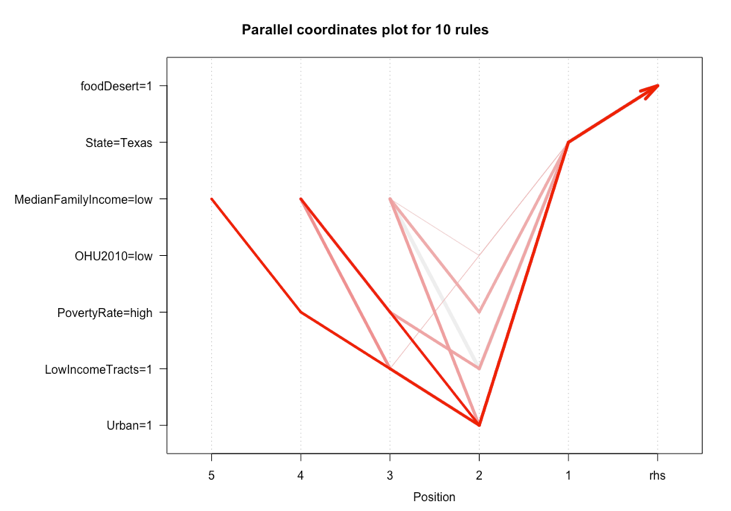 Parallel coordinates plot for 10 rules
foodDesert=1
State=Texas
MedianFamilyIncome=low
OHU2010=low
PovertyRate=high
LowIncomeTracts=1
Urban=1
5 4 3 2 1 rhs
Position